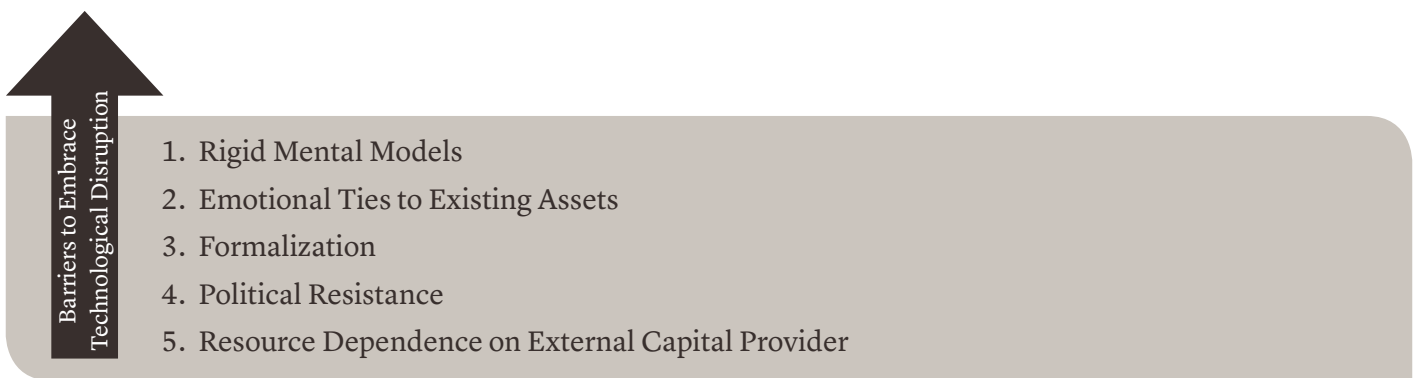 Barriers to Embrace
Technological Disruption
1. Rigid Mental Models
2. Emotional Ties to Existing Assets
3. Formalization
4. Political Resistance
5. Resource Dependence on External Capital Provider